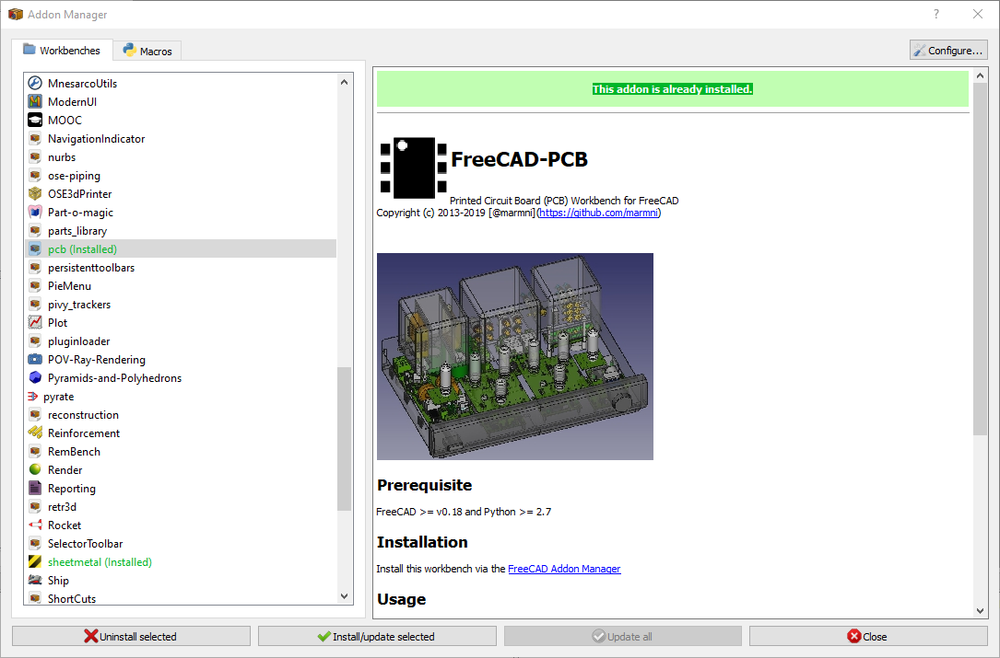 Addon Manager
?
Workbenches
Macros
Configure...
MnesarcoUtils
ModernUI
MOOC
NavigationIndicator
nurbs
ose-piping
OSE3dPrinter
Part-o-magic
parts_library
pcb (Installed)
persistenttoolbars
PieMenu
pivy_trackers
Plot
pluginloader
POV-Ray-Rendering
Pyramids-and-Polyhedrons
pyrate
reconstruction
Reinforcement
RemBench
Render
Reporting
retr3d
Rocket
SelectorToolbar
sheetmetal (Installed)
Ship
ShortCuts
This addon is already installed.
FreeCAD-PCB
Printed Circuit Board (PCB) Workbench for FreeCAD
Copyright (c) 2013-2019 [@marmni](https://github.com/marmni)
Prerequisite
FreeCAD >= v0.18 and Python >= 2.7
Installation
Install this workbench via the FreeCAD Addon Manager
Usage
Uninstall selected
Install/update selected
Update all
Close